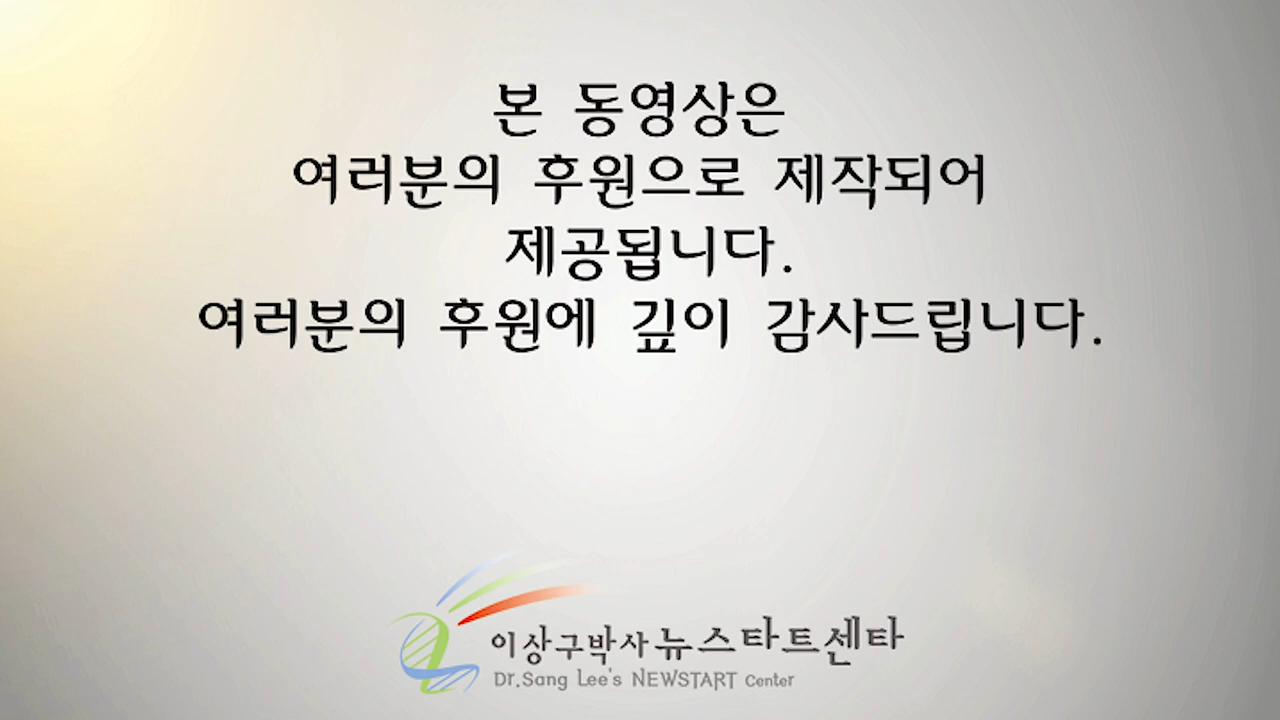 본 동영상은
여러분의 후원으로 제작되어
제공됩니다.
여러분의 후원에 깊이 감사드립니다.
이상구박사 뉴스타트센타
Dr.Sang Lee's NEWSTART Center